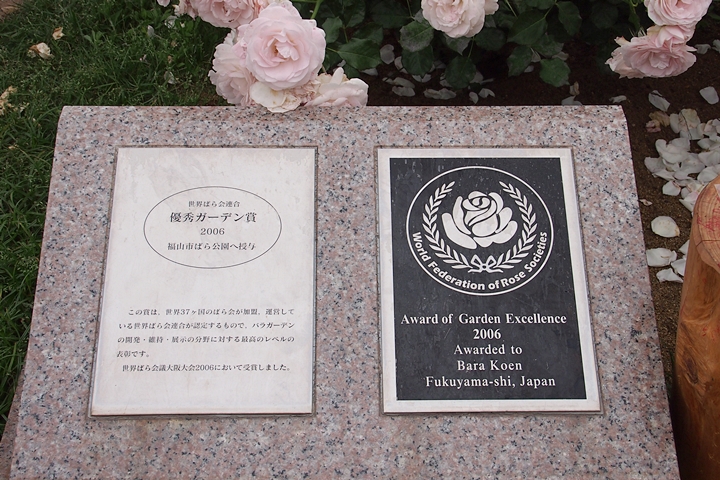 世界ばら会連合
優秀ガーデン賞
2006
福山市ばら公園へ授与
この賞は、世界37ヶ国のばら会が加盟、運営して
いる世界ばら会連合が認定するもので、バラガーデン
の開発・維持・展示の分野に対する最高のレベルの
表彰です。
世界ばら会議大阪大会2006において受賞しました。
World Federation of Rose Societies
Award of Garden Excellence
2006
Awarded to
Bara Koen
Fukuyama-shi, Japan